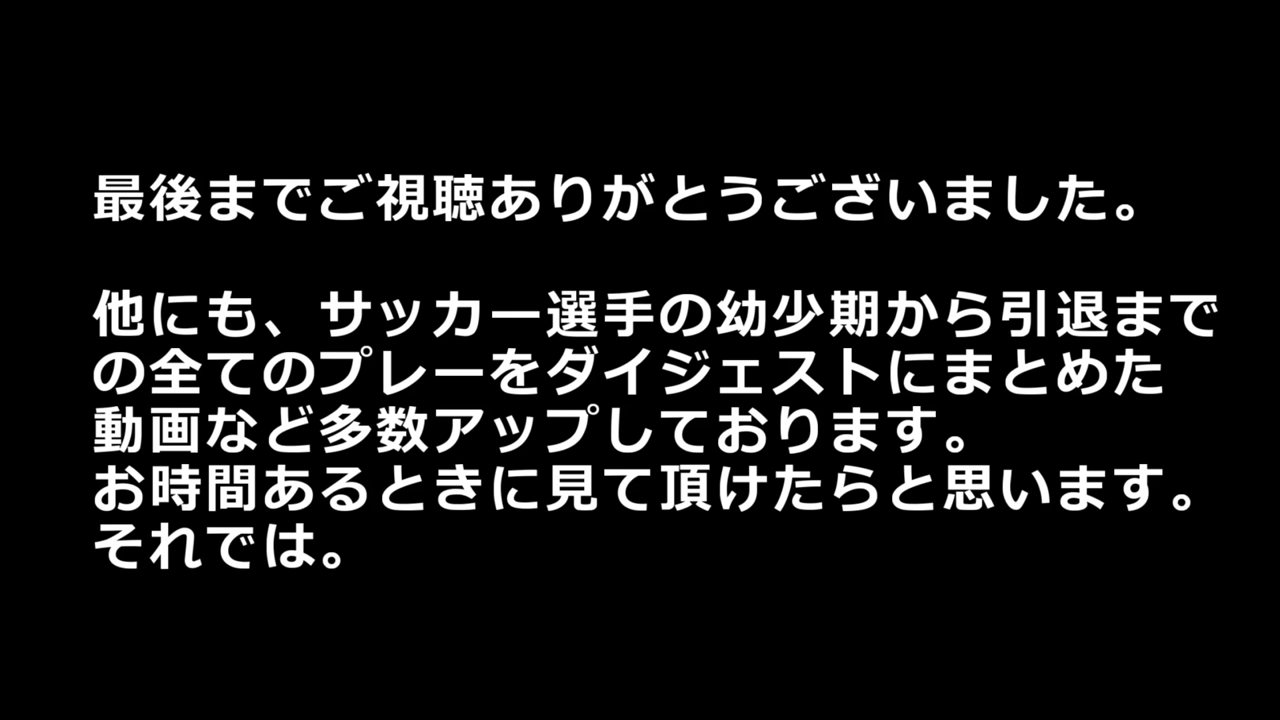 最後までご視聴ありがとうございました。
他にも、サッカー選手の幼少期から引退まで
の全てのプレーをダイジェストにまとめた
動画など多数アップしております。
お時間あるときに見て頂けたらと思います。
それでは。